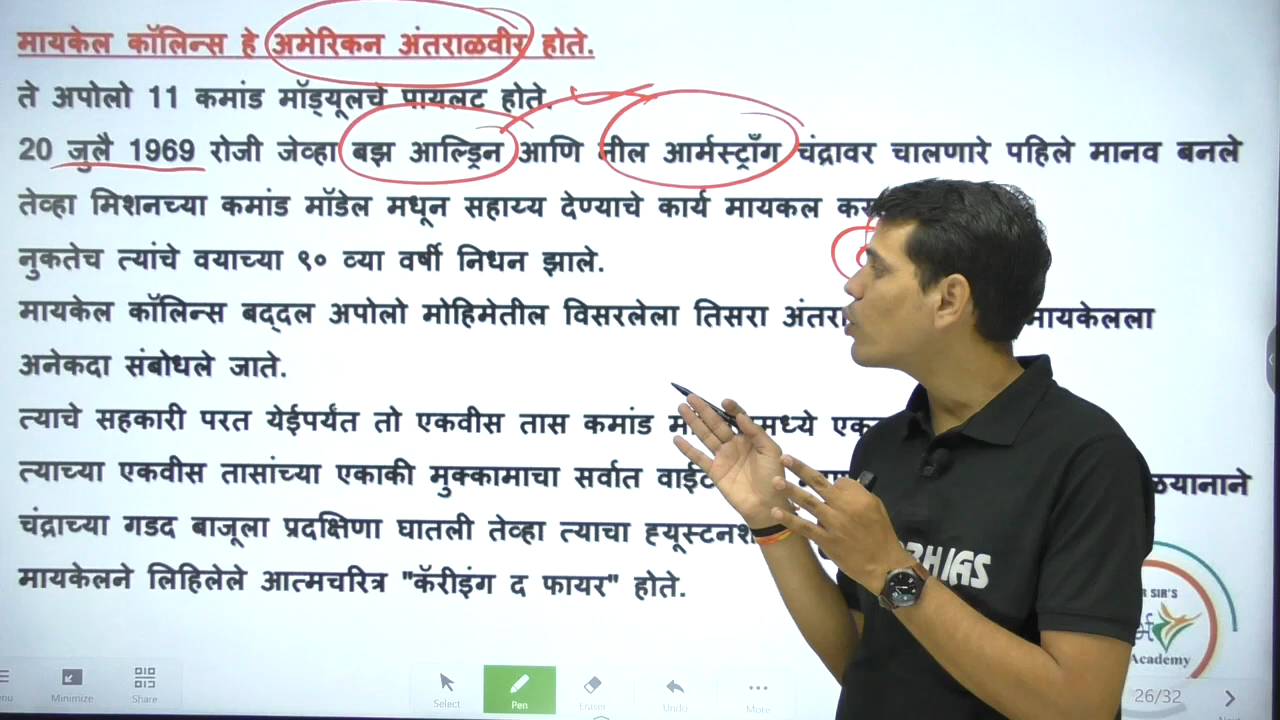 मायकेल कॉलिन्स हे अमेरिकन अंतराळवीर होते.
ते अपोलो 11 कमांड मॉड्यूलचे पायलट होते.
20 जुलै 1969 रोजी जेव्हा बझ आल्ड्रिन आणि नील आर्मस्ट्राँग चंद्रावर चालणारे पहिले मानव बनले
तेव्हा मिशनच्या कमांड मॉडेल मधून सहाय्य देण्याचे कार्य मायकल
नुकतेच त्यांचे वयाच्या ९० व्या वर्षी निधन झाले.
मायकेल कॉलिन्स बद्दल अपोलो मोहिमेतील विसरलेला तिसरा मायकेलला
अनेकदा संबोधले जाते.
त्याचे सहकारी परत येईपर्यंत तो एकवीस तास कमांड
त्याच्या एकवीस तासांच्या एकाकी मुक्कामाचा सर्वात
चंद्राच्या गडद बाजूला प्रदक्षिणा घातली तेव्हा त्याचा
मायकेलने लिहिलेले आत्मचरित्र "कॅरीइंग द फायर" होते.
SIR'S
Academy
Minimize
Share
Select
Pen
Eraser
Undo
More
26/32